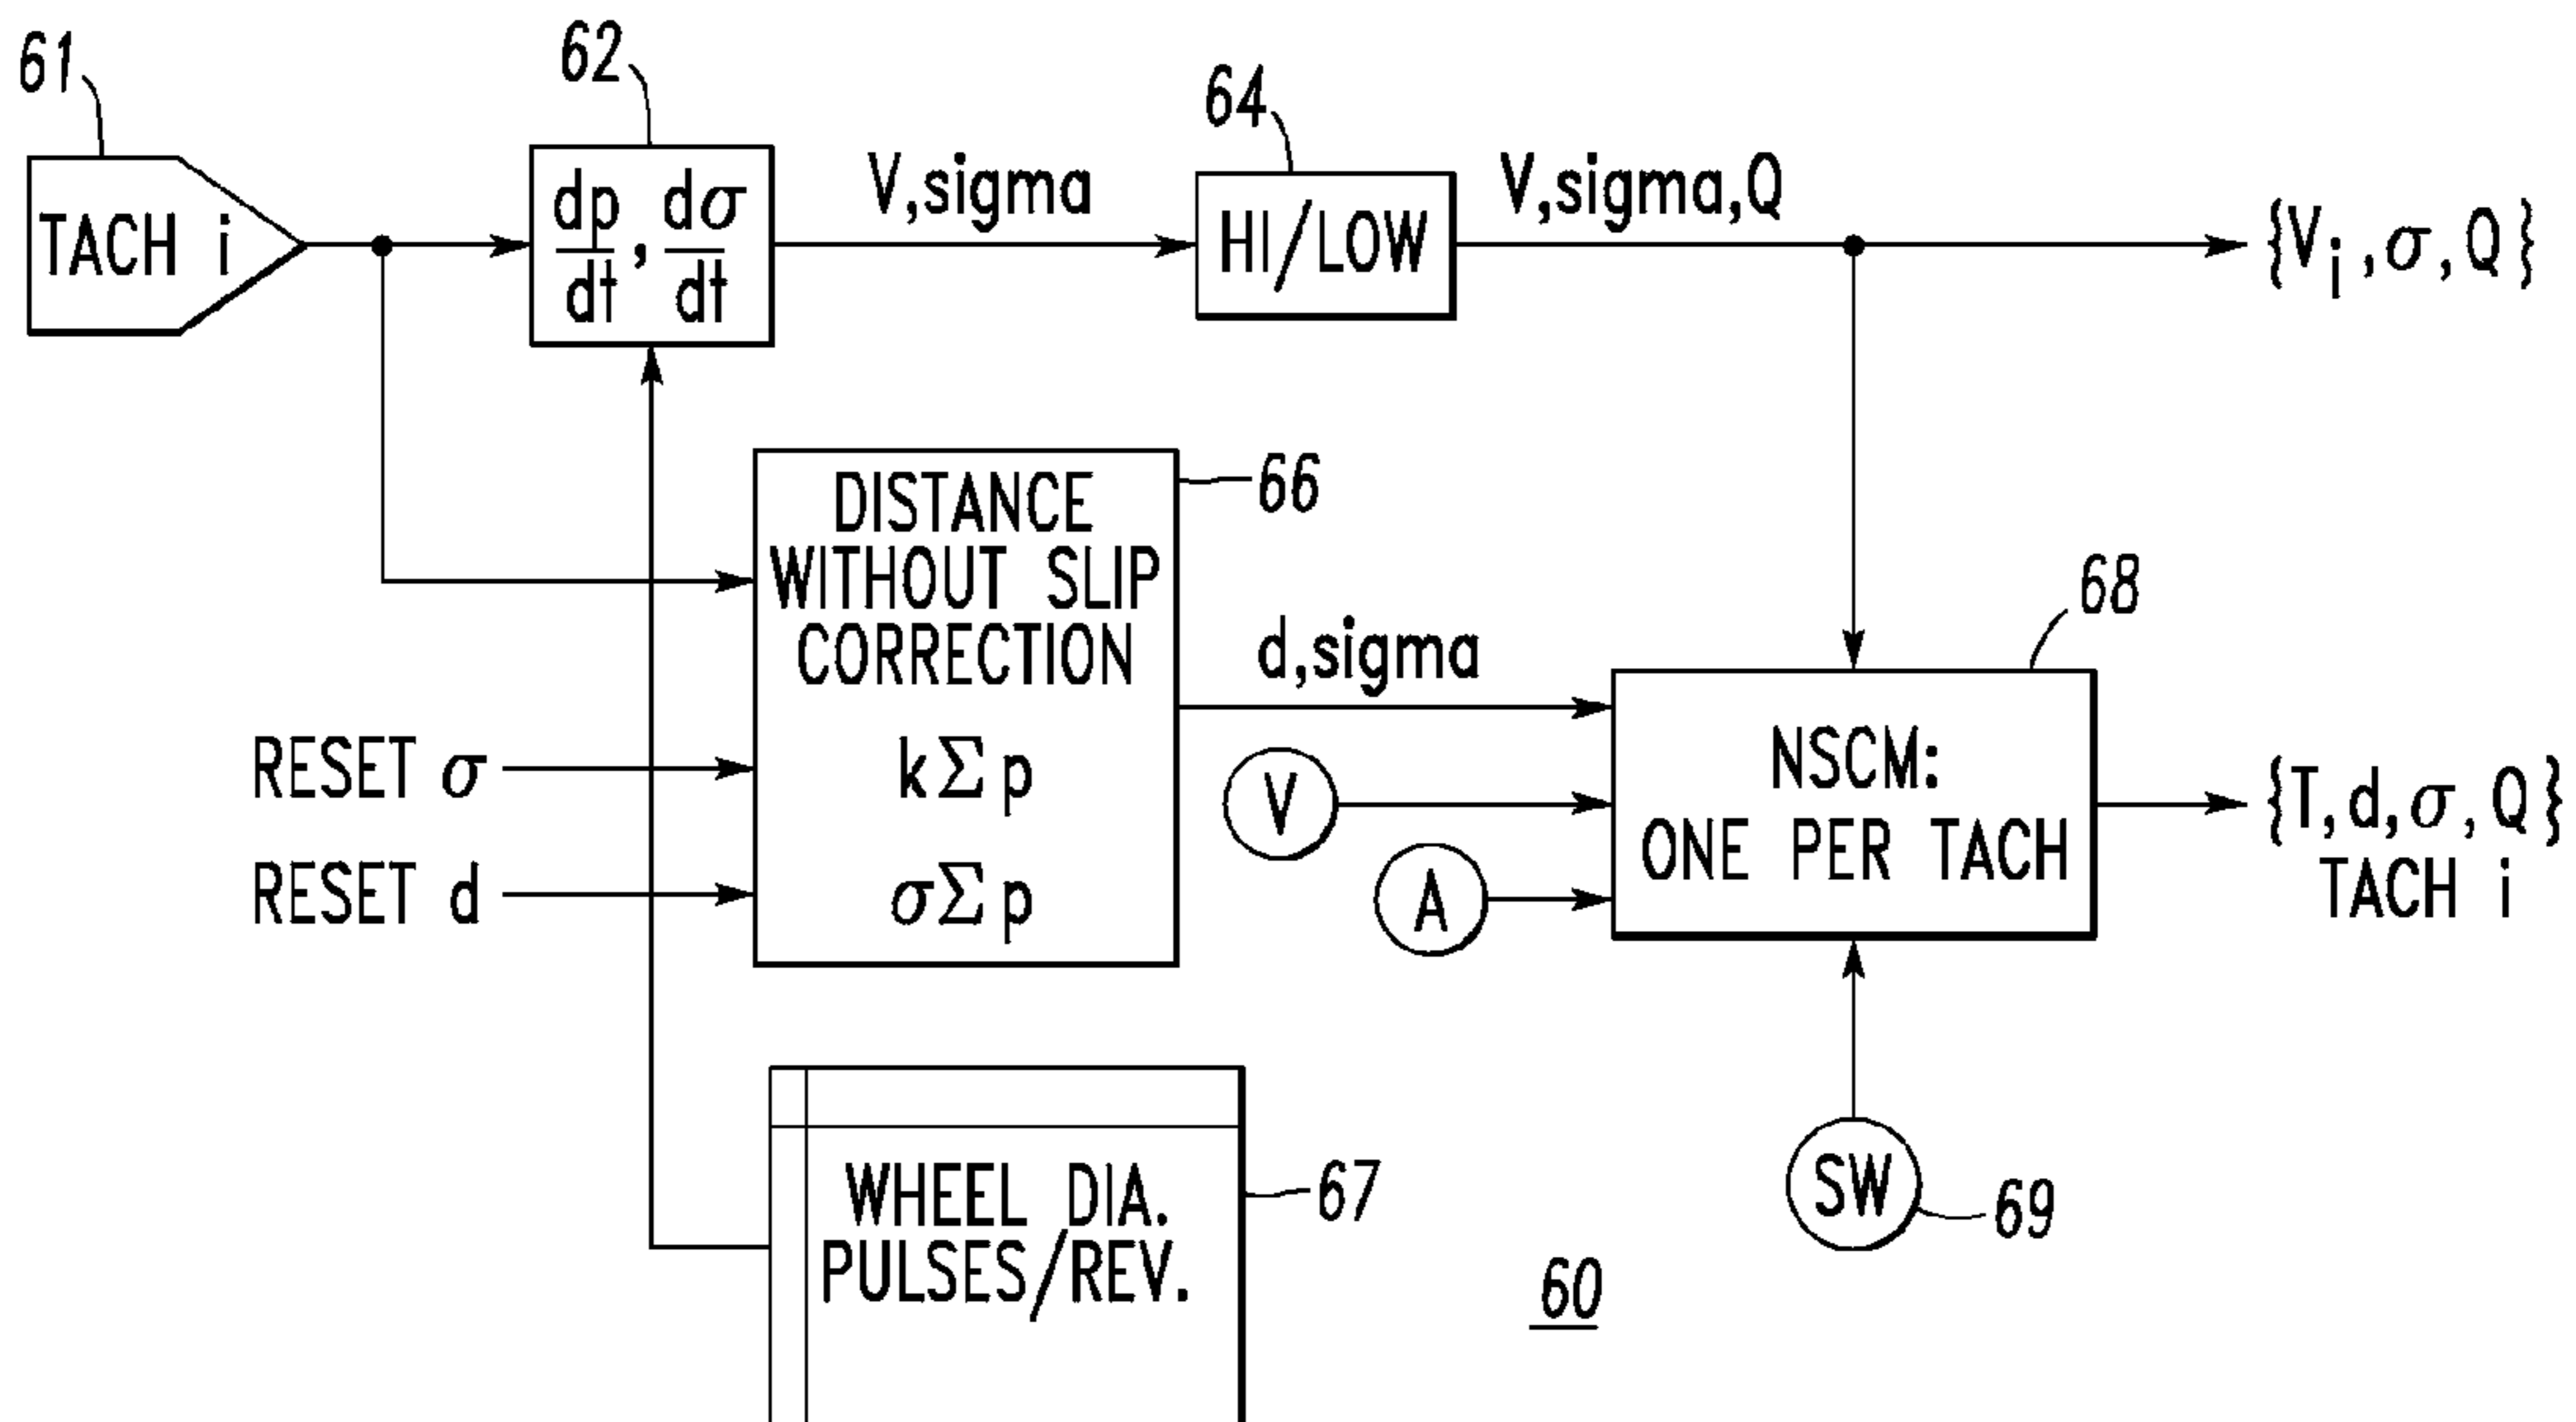 61
62
64
TACH i
dp/dt, dσ/dt
V,sigma
HI/LOW
V,sigma,Q
{Vi,σ,Q}
DISTANCE
WITHOUT SLIP
CORRECTION
kΣp
σΣp
66
RESET σ
RESET d
d,sigma
V
A
68
NSCM:
ONE PER TACH
{T,d,σ,Q}
TACH i
WHEEL DIA.
PULSES/REV.
67
SW
69
60